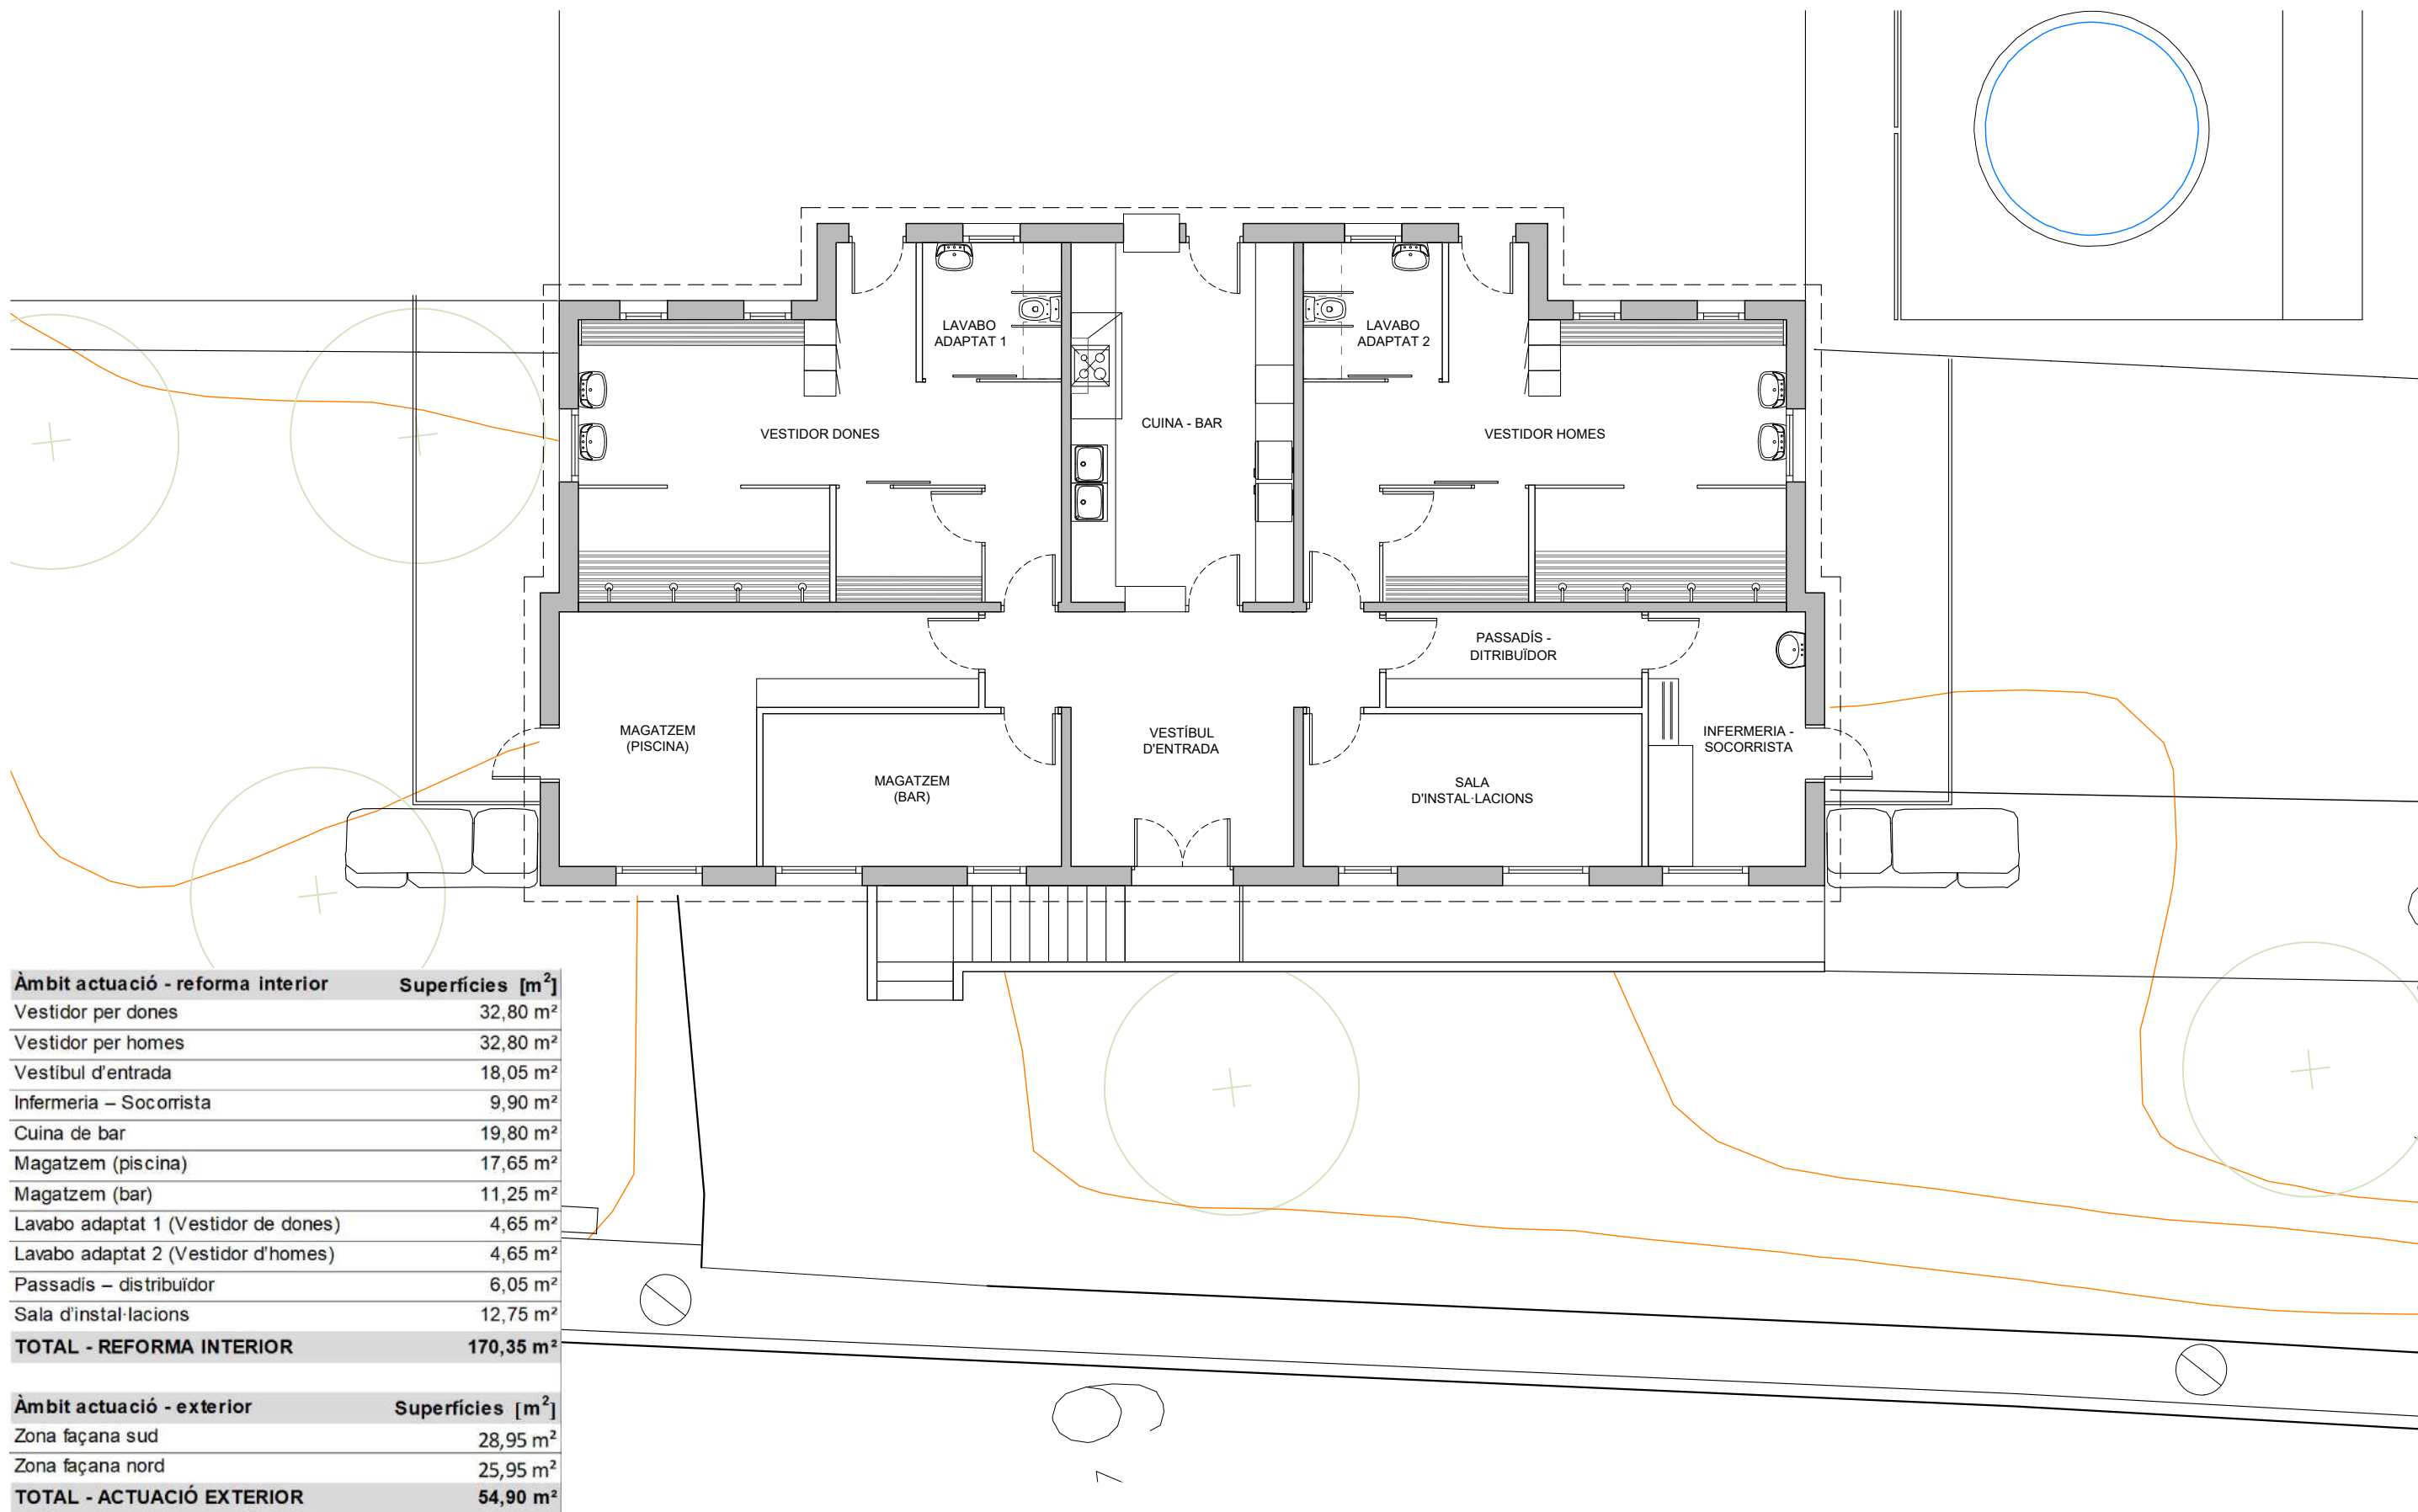 LAVABO
ADAPTAT 1
LAVABO
ADAPTAT 2
CUINA - BAR
VESTIDOR DONES
VESTIDOR HOMES
PASSADÍS -
DITRIBUÏDOR
MAGATZEM
(PISCINA)
VESTÍBUL
D'ENTRADA
INFERMERIA -
SOCORRISTA
MAGATZEM
(BAR)
SALA
D'INSTAL·LACIONS
Àmbit actuació - reforma interior Superfícies [m²]
Vestidor per dones 32,80 m²
Vestidor per homes 32,80 m²
Vestíbul d'entrada 18,05 m²
Infermeria – Socorrista 9,90 m²
Cuina de bar 19,80 m²
Magatzem (piscina) 17,65 m²
Magatzem (bar) 11,25 m²
Lavabo adaptat 1 (Vestidor de dones) 4,65 m²
Lavabo adaptat 2 (Vestidor d'homes) 4,65 m²
Passadís – distribuïdor 6,05 m²
Sala d'instal·lacions 12,75 m²
TOTAL - REFORMA INTERIOR 170,35 m²
Àmbit actuació - exterior Superfícies [m²]
Zona façana sud 28,95 m²
Zona façana nord 25,95 m²
TOTAL - ACTUACIÓ EXTERIOR 54,90 m²